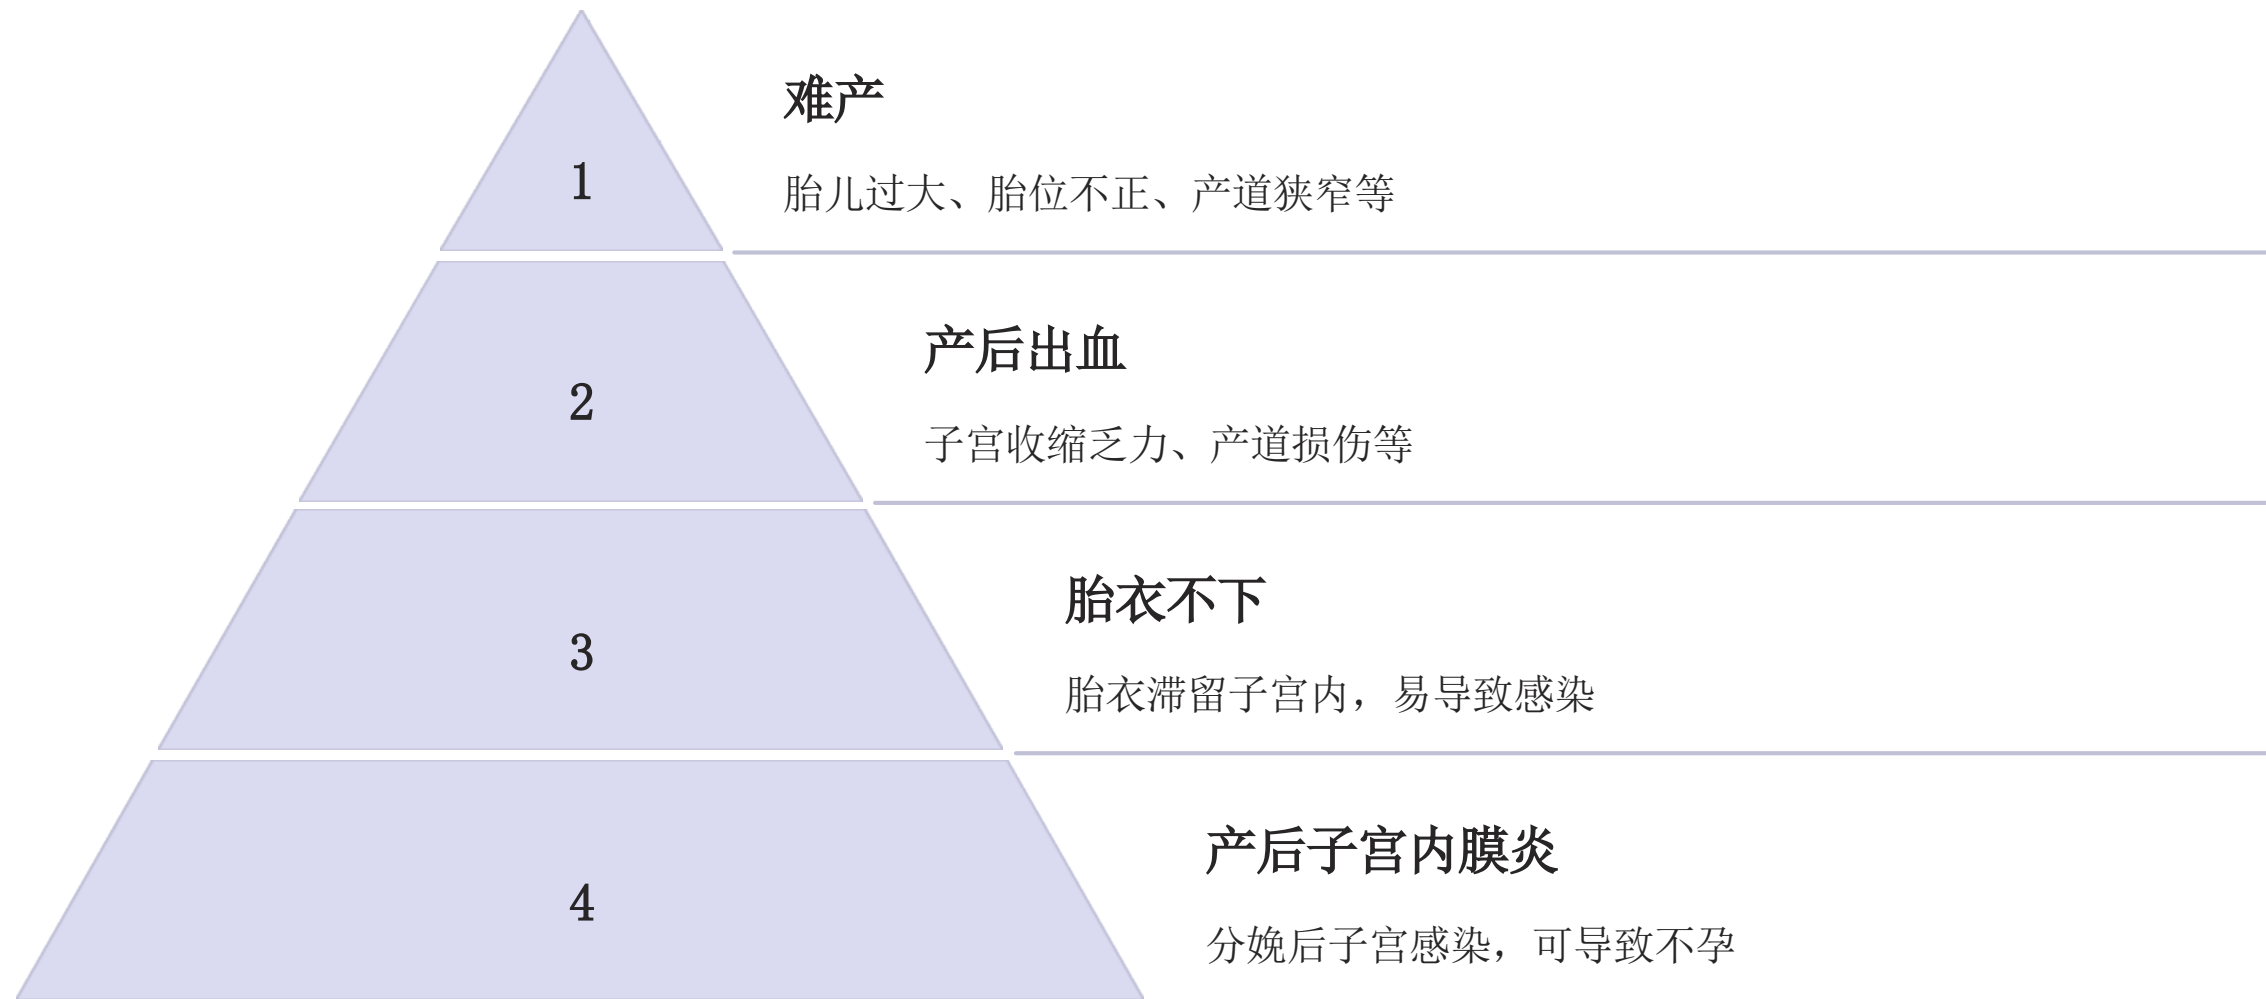 难产
1
胎儿过大、胎位不正、产道狭窄等
产后出血
2
子宫收缩乏力、产道损伤等
胎衣不下
3
胎衣滞留子宫内，易导致感染
产后子宫内膜炎
4
分娩后子宫感染，可导致不孕